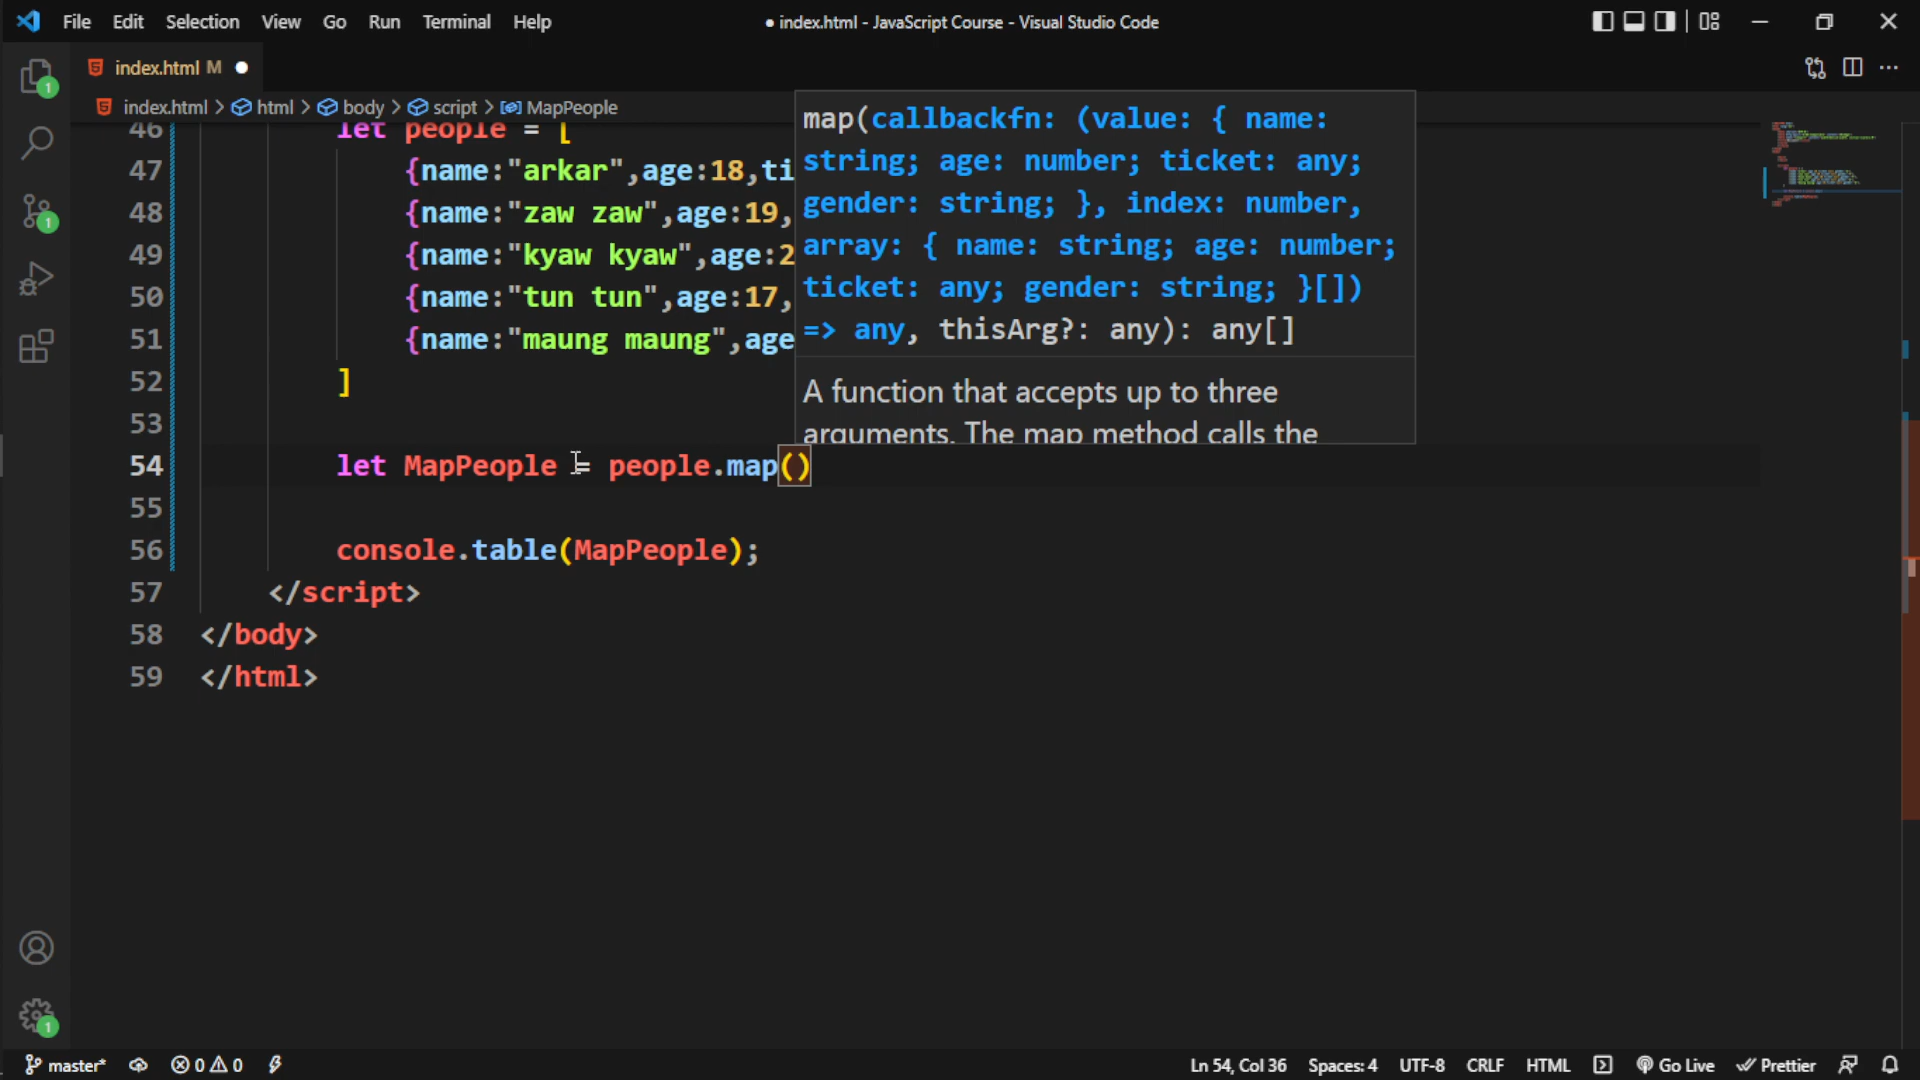 File Edit Selection View Go Run Terminal Help
● index.html - JavaScript Course - Visual Studio Code
index.html M ●
index.html > html > body > script > MapPeople
46 let people = [
47 {name:"arkar",age:18,ti
48 {name:"zaw zaw",age:19,
49 {name:"kyaw kyaw",age:2
50 {name:"tun tun",age:17,
51 {name:"maung maung",age
52 ]
53
54 let MapPeople = people.map()
55
56 console.table(MapPeople);
57 </script>
58 </body>
59 </html>
map(callbackfn: (value: { name:
string; age: number; ticket: any;
gender: string; }, index: number,
array: { name: string; age: number;
ticket: any; gender: string; }[])
=> any, thisArg?: any): any[]
A function that accepts up to three
arguments. The map method calls the
1
1
1
master* 0 0 Ln 54, Col 36 Spaces: 4 UTF-8 CRLF HTML Go Live Prettier